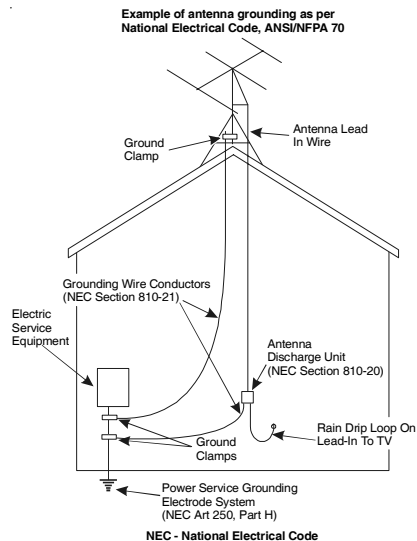 Example of antenna grounding as per
National Electrical Code, ANSI/NFPA 70
Ground
Clamp
Antenna Lead
In Wire
Grounding Wire Conductors
(NEC Section 810-21)
Electric
Service
Equipment
Antenna
Discharge Unit
(NEC Section 810-20)
Ground
Clamps
Rain Drip Loop On
Lead-In To TV
Power Service Grounding
Electrode System
(NEC Art 250, Part H)
NEC - National Electrical Code